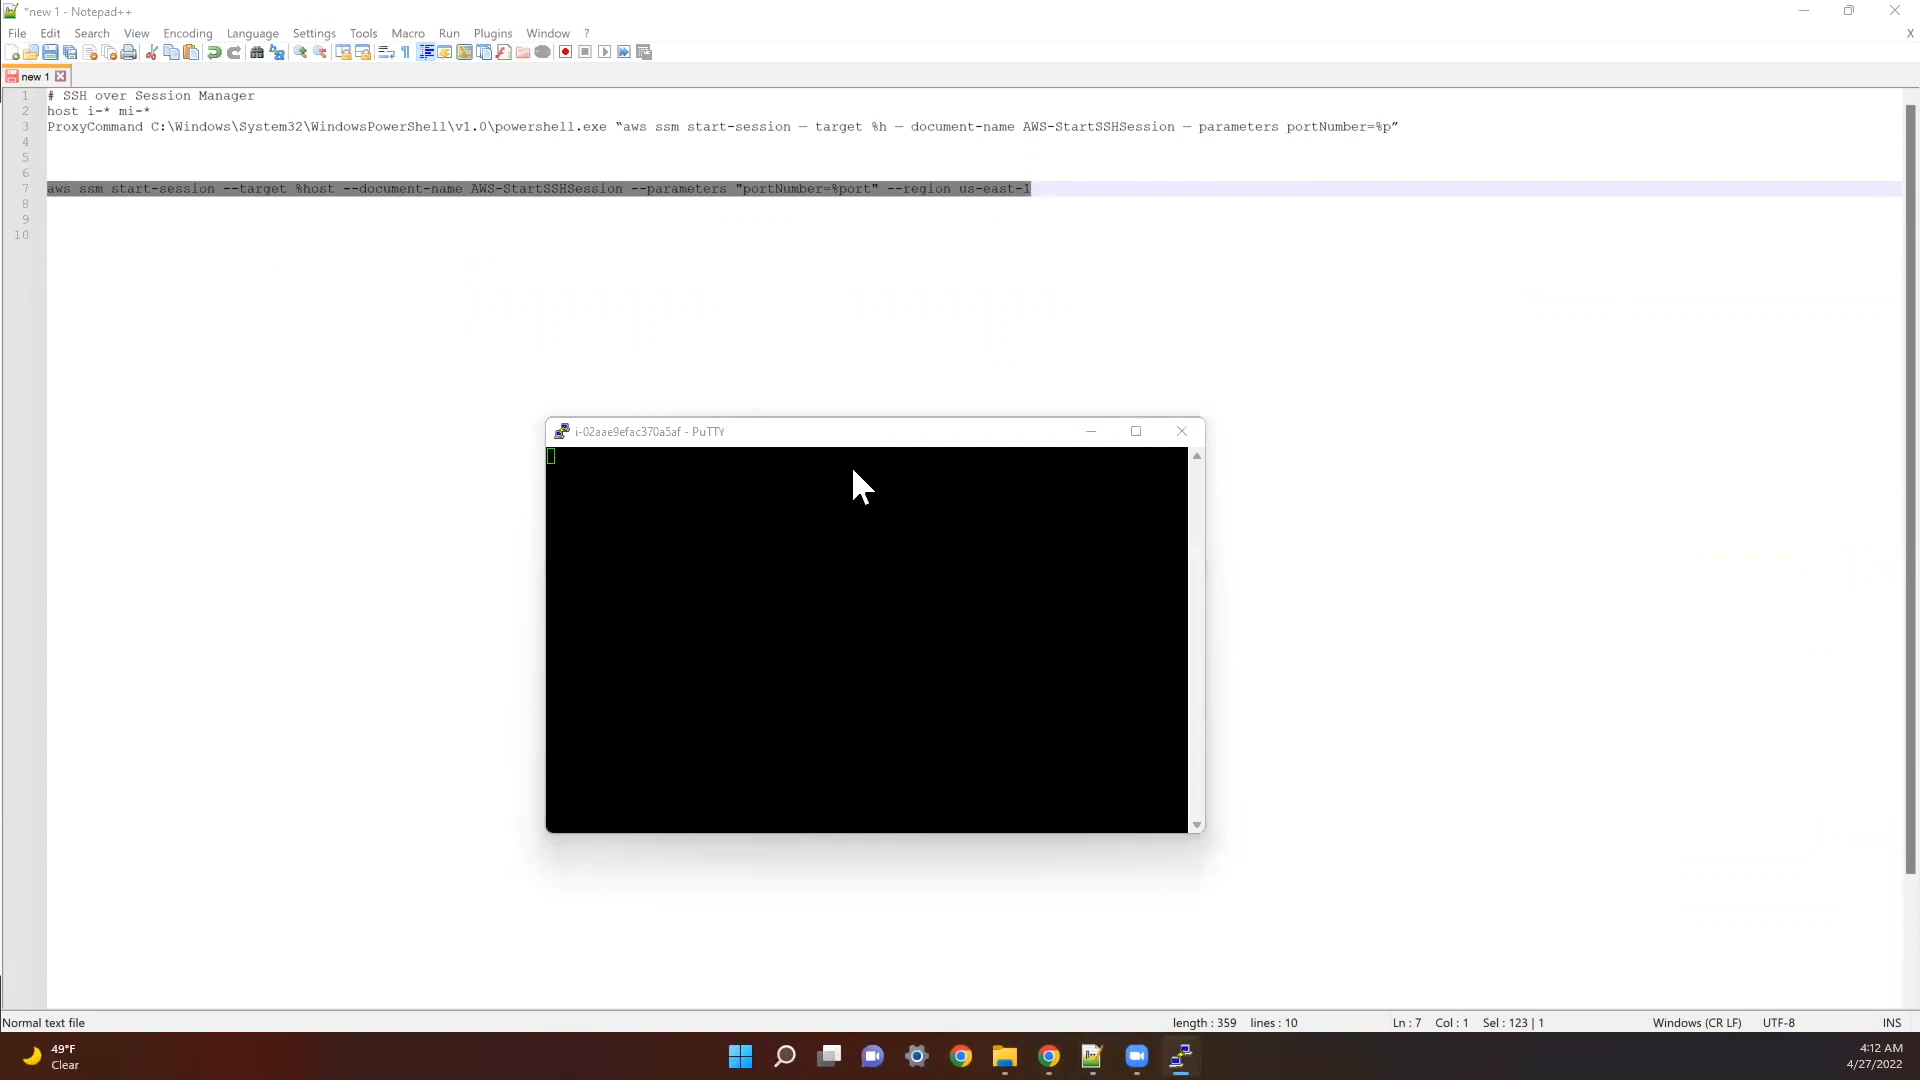 *new 1 - Notepad++
File Edit Search View Encoding Language Settings Tools Macro Run Plugins Window ? X
new 1
1 # SSH over Session Manager
2 host i-* mi-*
3 ProxyCommand C:\Windows\System32\WindowsPowerShell\v1.0\powershell.exe “aws ssm start-session — target %h — document-name AWS-StartSSHSession — parameters portNumber=%p”
4
5
6
7 aws ssm start-session --target %host --document-name AWS-StartSSHSession --parameters "portNumber=%port" --region us-east-1
8
9
10
i-02aae9efac370a5af - PuTTY
Normal text file length : 359 lines : 10 Ln : 7 Col : 1 Sel : 123 | 1 Windows (CR LF) UTF-8 INS
49°F
Clear
4:12 AM
4/27/2022